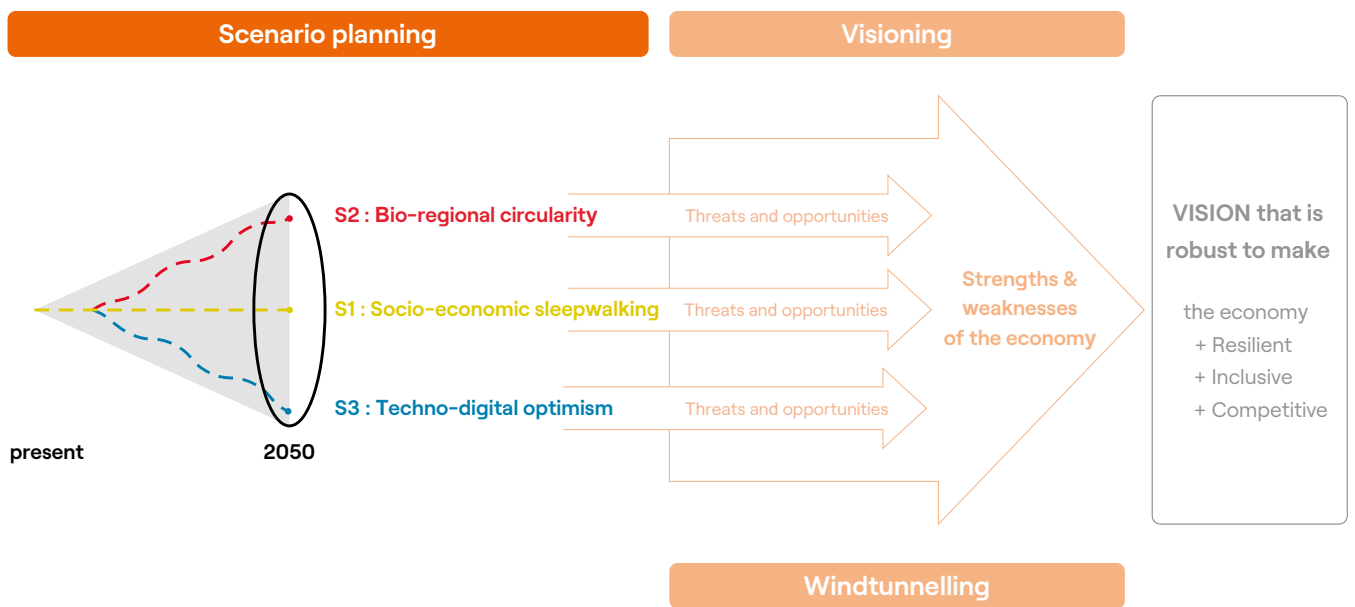 Scenario planning
Visioning
S2 : Bio-regional circularity
Threats and opportunities
S1 : Socio-economic sleepwalking
Threats and opportunities
S3 : Techno-digital optimism
Threats and opportunities
present
2050
Strengths &
weaknesses
of the economy
VISION that is
robust to make
the economy
+ Resilient
+ Inclusive
+ Competitive
Windtunnelling